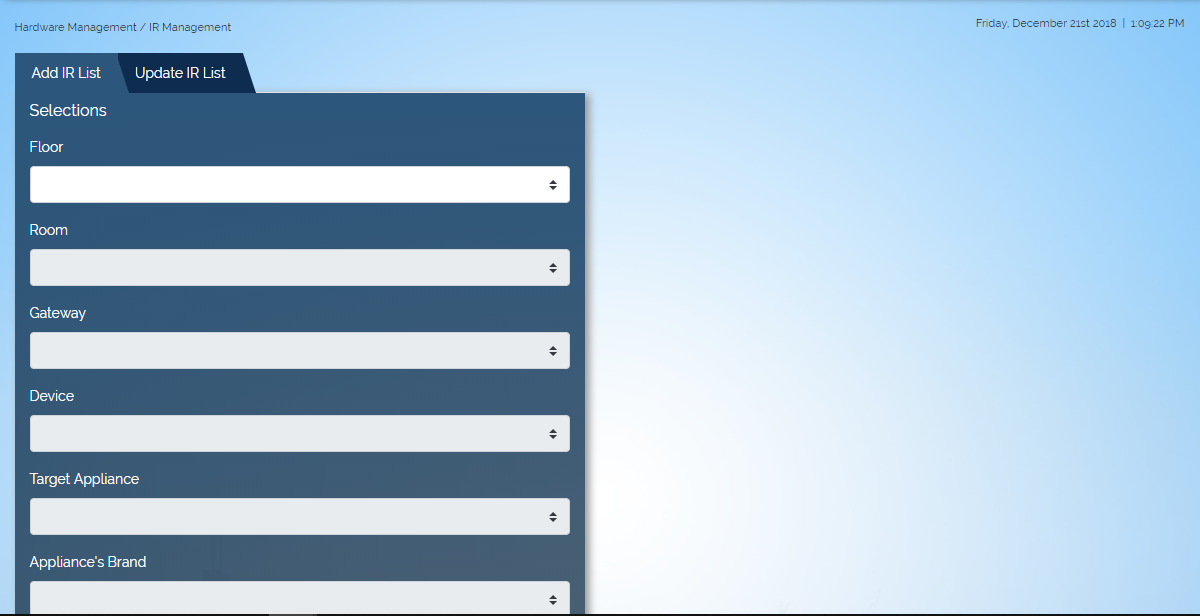 Hardware Management / IR Management
Friday, December 21st 2018 | 1:09:22 PM
Add IR List
Update IR List
Selections
Floor
Room
Gateway
Device
Target Appliance
Appliance's Brand